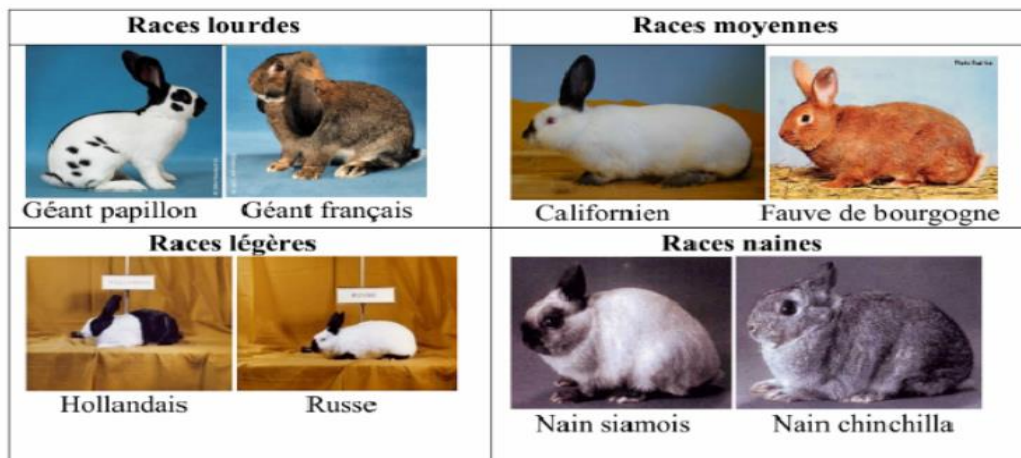 Races lourdes
Races moyennes
Géant papillon
Géant français
Californien
Fauve de bourgogne
Races légères
Races naines
Hollandais
Russe
Nain siamois
Nain chinchilla